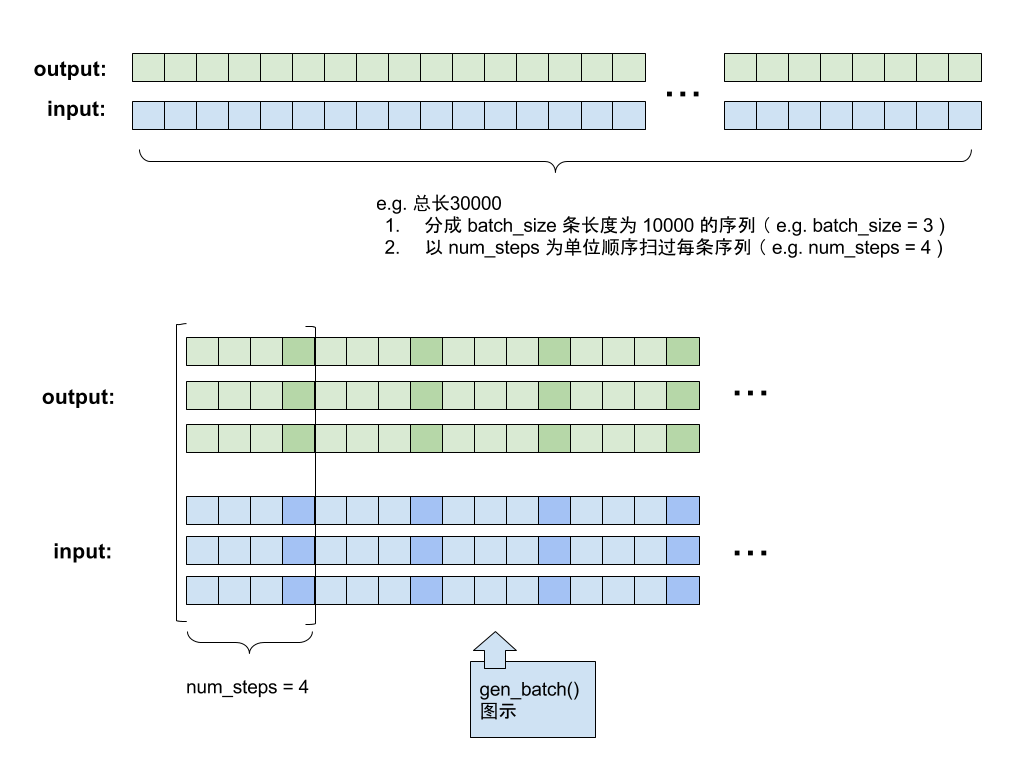 output:
...
input:
e.g. 总长30000
1. 分成 batch_size 条长度为 10000 的序列（ e.g. batch_size = 3 )
2. 以 num_steps 为单位顺序扫过每条序列（ e.g. num_steps = 4 )
output:
...
input:
...
num_steps = 4
gen_batch()
图示